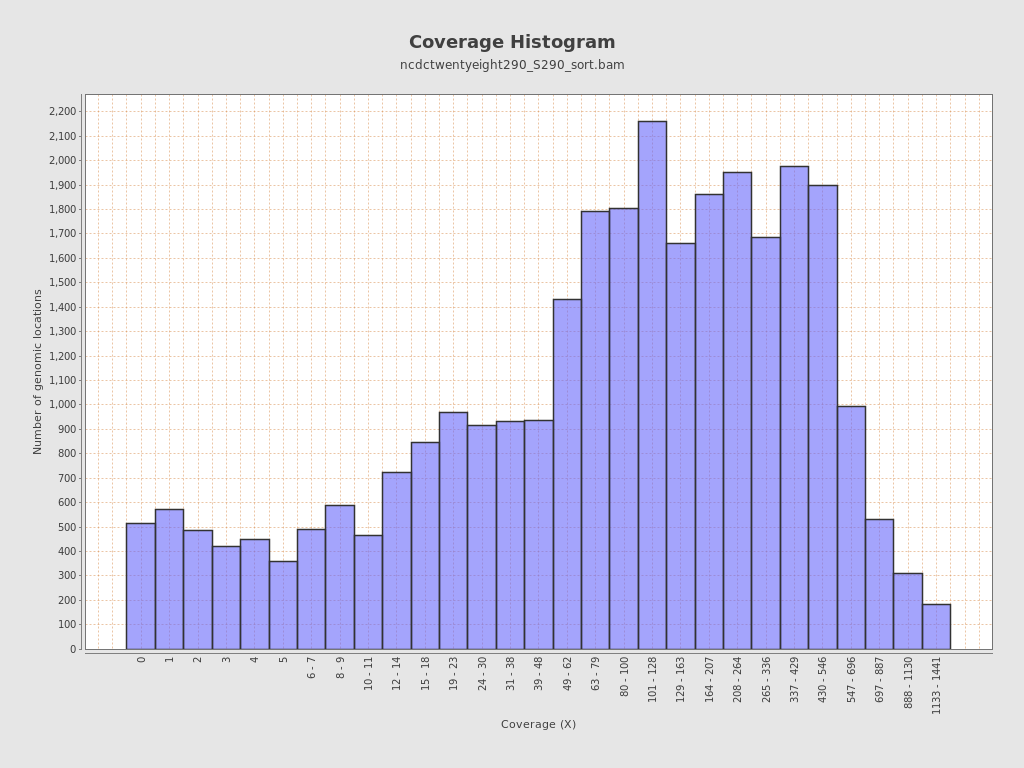 Coverage Histogram
ncdctwentyeight290_S290_sort.bam
Number of genomic locations
2,200
2,100
2,000
1,900
1,800
1,700
1,600
1,500
1,400
1,300
1,200
1,100
1,000
900
800
700
600
500
400
300
200
100
0
0
1
2
3
4
5
6 - 7
8 - 9
10 - 11
12 - 14
15 - 18
19 - 23
24 - 30
31 - 38
39 - 48
49 - 62
63 - 79
80 - 100
101 - 128
129 - 163
164 - 207
208 - 264
265 - 336
337 - 429
430 - 546
547 - 696
697 - 887
888 - 1130
1133 - 1441
Coverage (X)